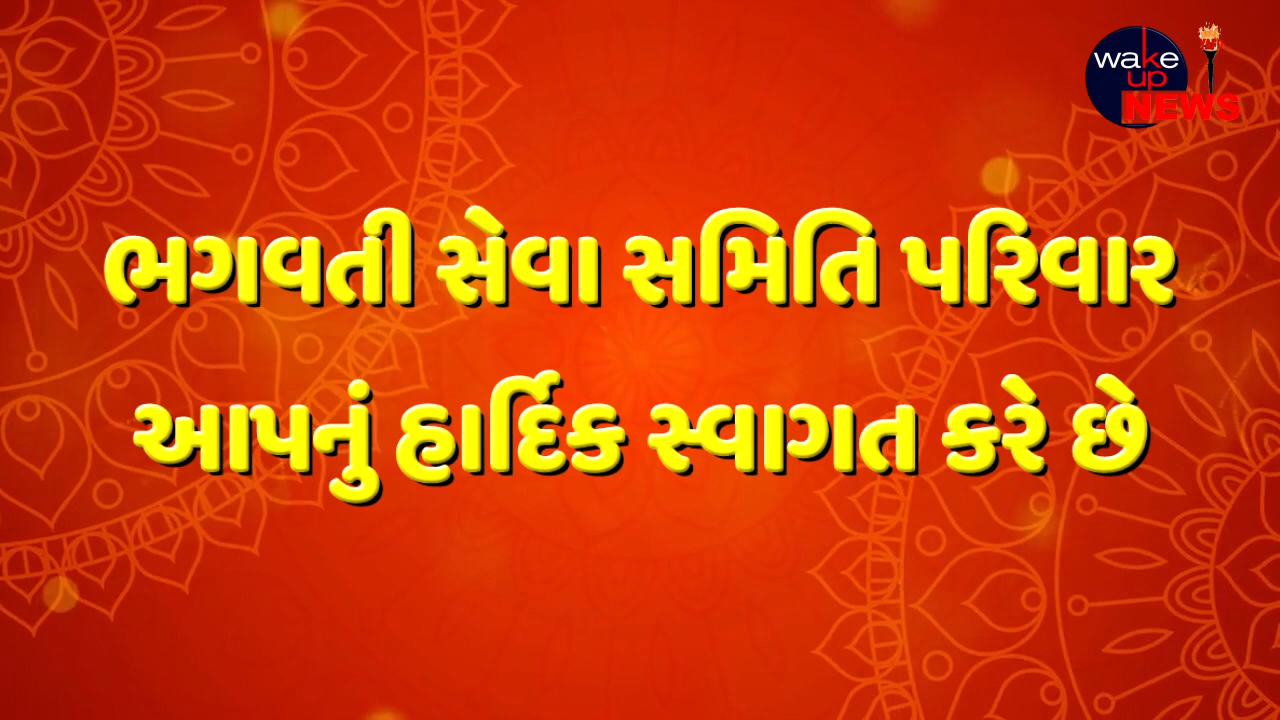 wake
up
NEWS
ભગવતી સેવા સમિતિ પરિવાર
આપનું હાર્દિક સ્વાગત કરે છે